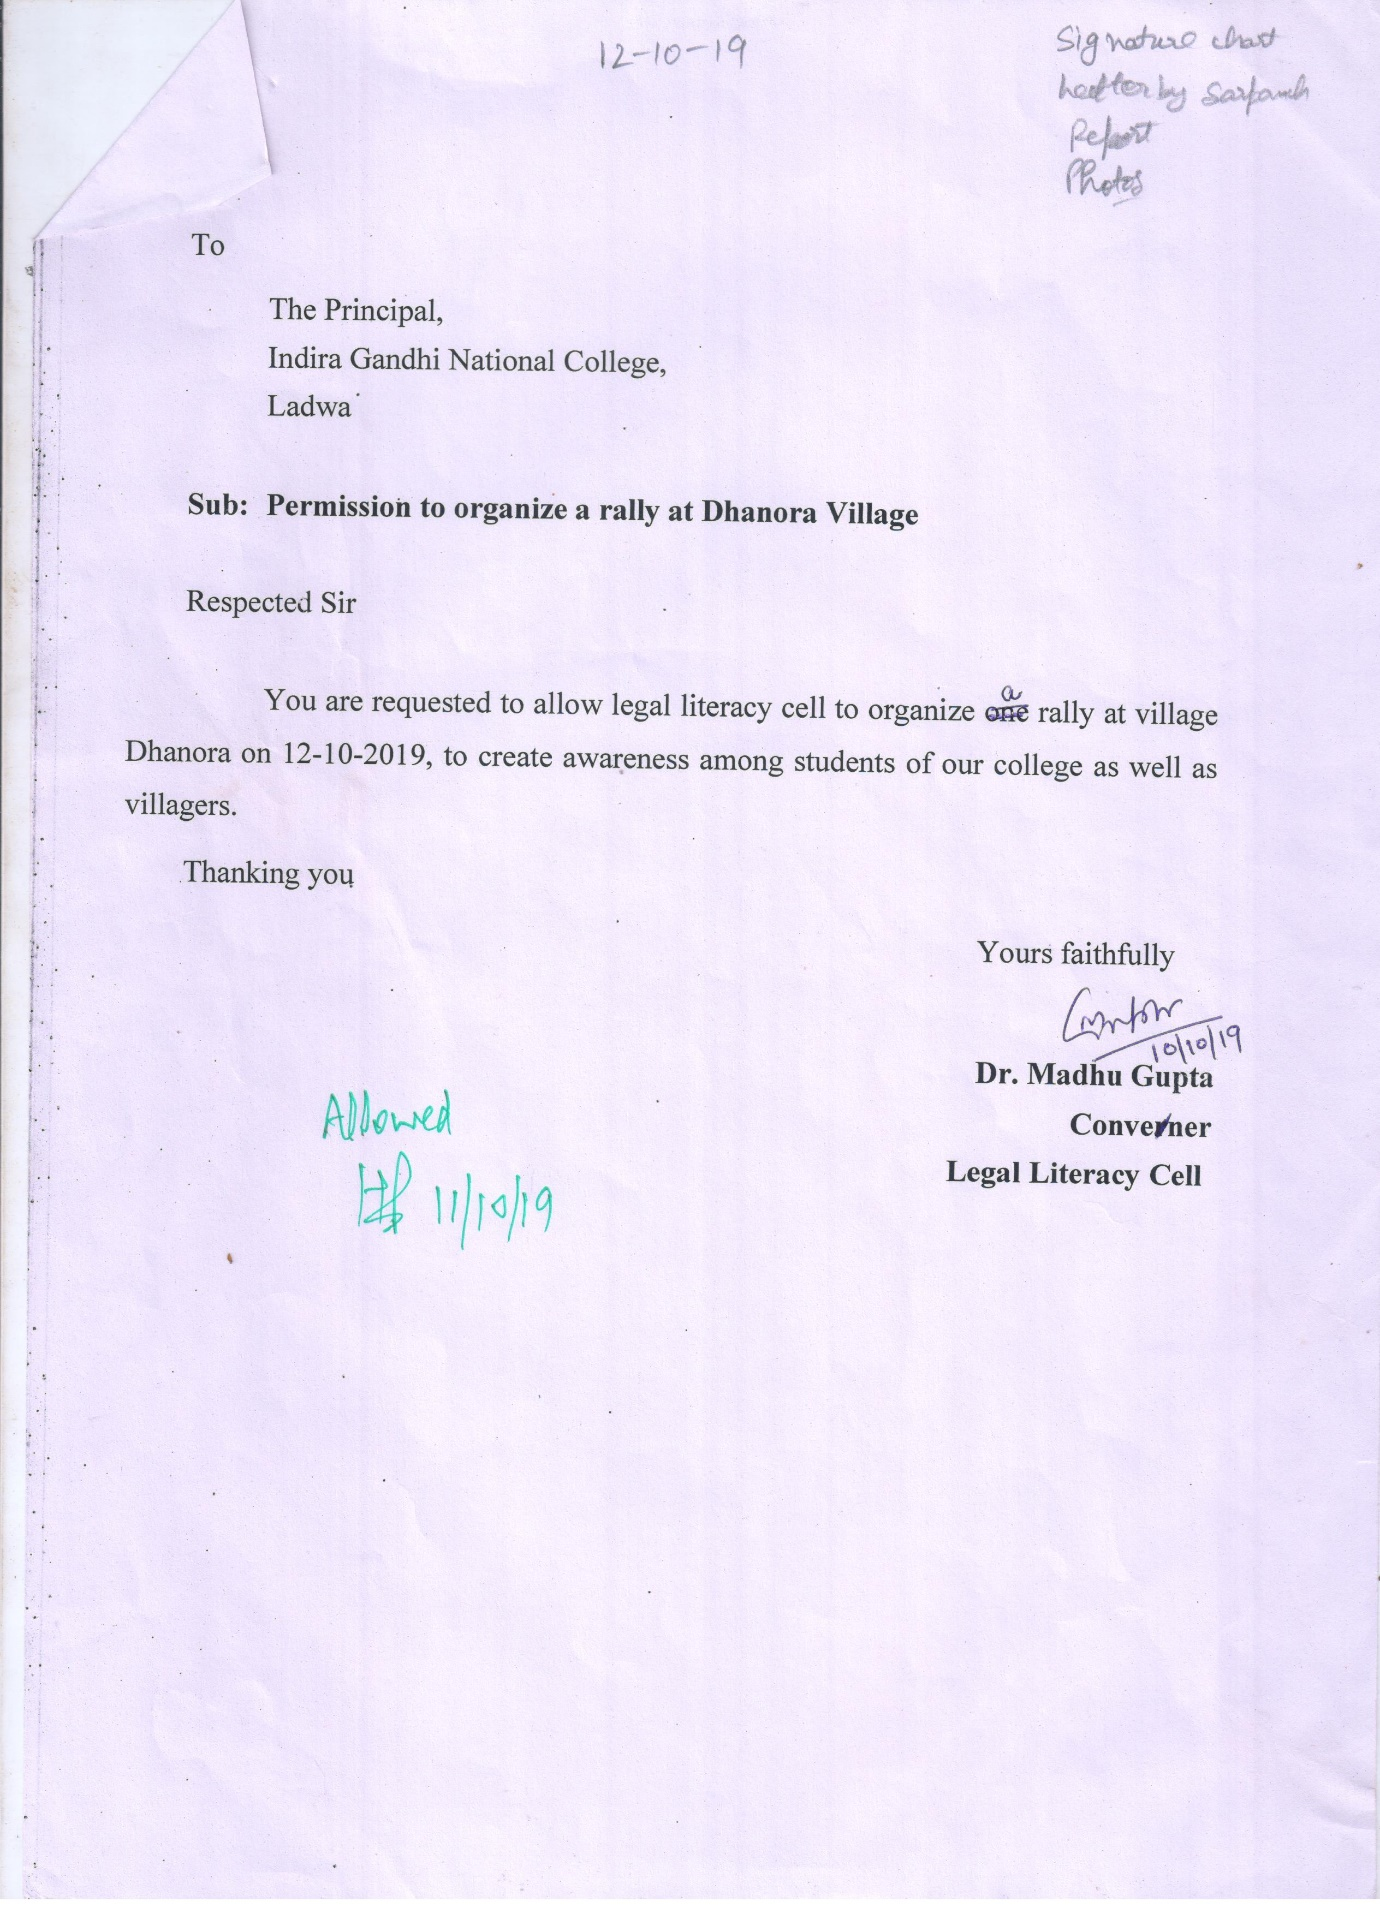 12-10-19
Signature chart
Letter by Sarpanch
Report
Photos
To
The Principal,
Indira Gandhi National College,
Ladwa
Sub: Permission to organize a rally at Dhanora Village
Respected Sir
You are requested to allow legal literacy cell to organize a rally at village
Dhanora on 12-10-2019, to create awareness among students of our college as well as
villagers.
Thanking you
Yours faithfully
10/10/19
Dr. Madhu Gupta
Convener
Legal Literacy Cell
Allowed
11/10/19